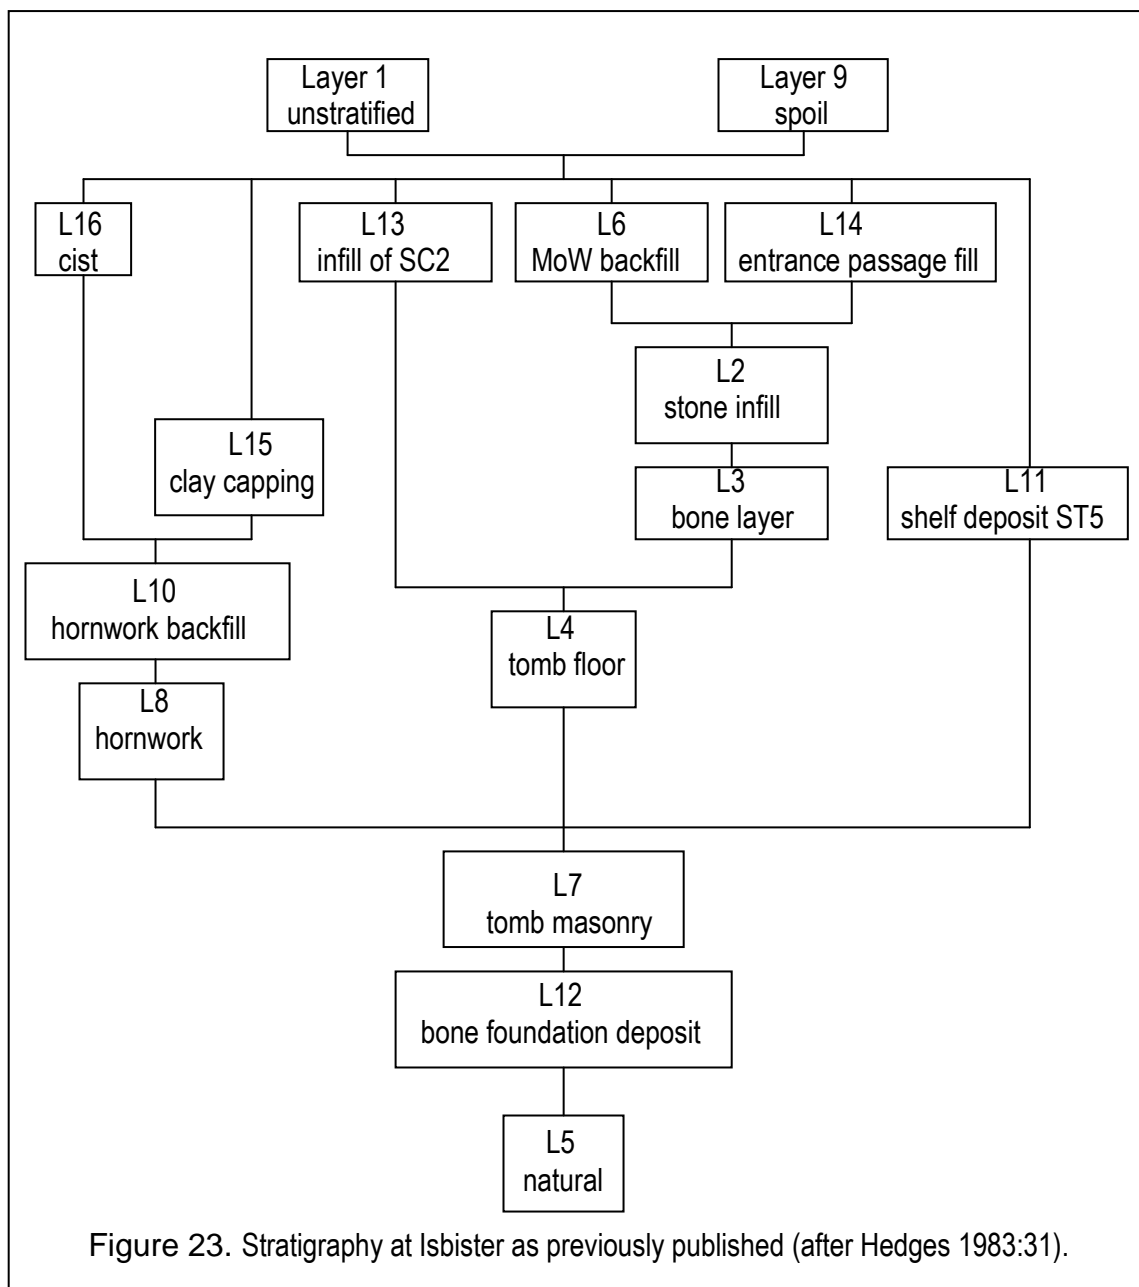 Layer 1
unstratified
Layer 9
spoil
L16
cist
L13
infill of SC2
L6
MoW backfill
L14
entrance passage fill
L2
stone infill
L15
clay capping
L3
bone layer
L11
shelf deposit ST5
L10
hornwork backfill
L4
tomb floor
L8
hornwork
L7
tomb masonry
L12
bone foundation deposit
L5
natural
Figure 23. Stratigraphy at Isbister as previously published (after Hedges 1983:31).